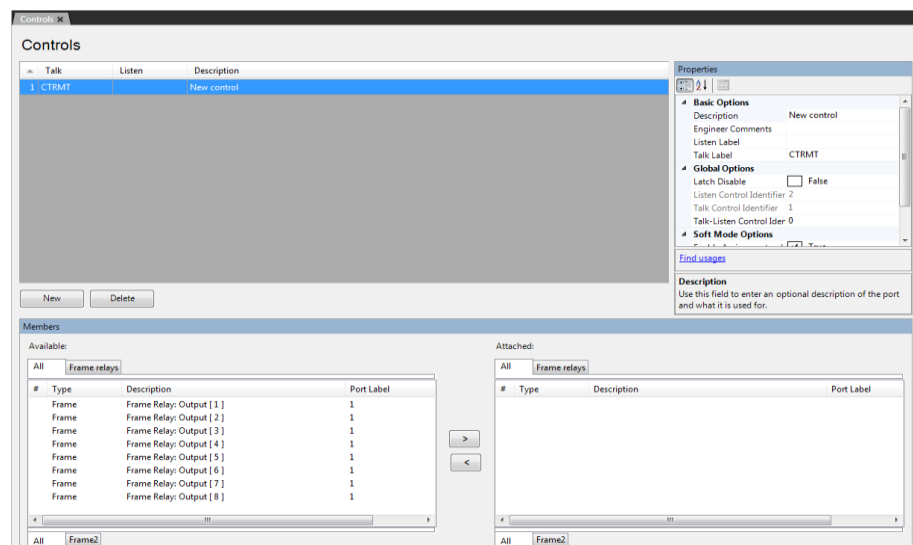 Controls
Controls
Talk Listen Description
1 CTRMT New control
New Delete
Properties
Basic Options
Description New control
Engineer Comments
Listen Label
Talk Label CTRMT
Global Options
Latch Disable False
Listen Control Identifier 2
Talk Control Identifier 1
Talk-Listen Control Ider 0
Soft Mode Options
Find usages
Description
Use this field to enter an optional description of the port
and what it is used for.
Members
Available:
All Frame relays
# Type Description Port Label
Frame Frame Relay: Output [ 1 ] 1
Frame Frame Relay: Output [ 2 ] 1
Frame Frame Relay: Output [ 3 ] 1
Frame Frame Relay: Output [ 4 ] 1
Frame Frame Relay: Output [ 5 ] 1
Frame Frame Relay: Output [ 6 ] 1
Frame Frame Relay: Output [ 7 ] 1
Frame Frame Relay: Output [ 8 ] 1
All Frame2
> 
<
Attached:
All Frame relays
# Type Description Port Label
All Frame2